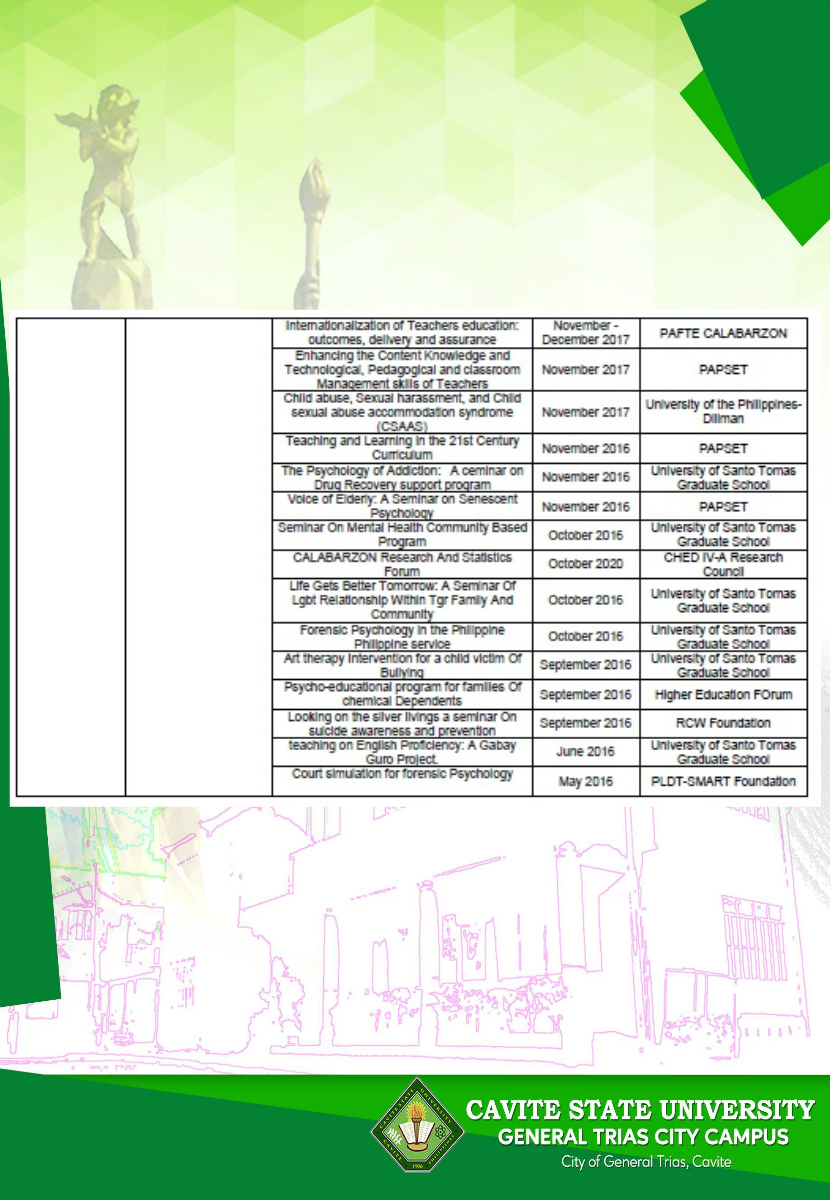 Internationalization of Teachers education:
outcomes, delivery and assurance
November -
December 2017
PAFTE CALABARZON
Enhancing the Content Knowledge and
Technological, Pedagogical and classroom
Management skills of Teachers
November 2017
PAPSET
Child abuse, Sexual harassment, and Child
sexual abuse accommodation syndrome
(CSAAS)
November 2017
University of the Philippines-
Diliman
Teaching and Learning in the 21st Century
Curriculum
November 2016
PAPSET
The Psychology of Addiction: A ceminar on
Drug Recovery support program
November 2016
University of Santo Tomas
Graduate School
Voice of Elderly: A Seminar on Senescent
Psychology
November 2016
PAPSET
Seminar On Mental Health Community Based
Program
October 2016
University of Santo Tomas
Graduate School
CALABARZON Research And Statistics
Forum
October 2020
CHED IV-A Research
Council
Life Gets Better Tomorrow: A Seminar Of
Lgbt Relationship Within Tgr Family And
Community
October 2016
University of Santo Tomas
Graduate School
Forensic Psychology in the Philippine
Philippine service
October 2016
University of Santo Tomas
Graduate School
Art therapy Intervention for a child victim Of
Bullying
September 2016
University of Santo Tomas
Graduate School
Psycho-educational program for families Of
chemical Dependents
September 2016
Higher Education FOrum
Looking on the silver livings a seminar On
suicide awareness and prevention
September 2016
RCW Foundation
teaching on English Proficiency: A Gabay
Guro Project.
June 2016
University of Santo Tomas
Graduate School
Court simulation for forensic Psychology
May 2016
PLDT-SMART Foundation
CAVITE STATE UNIVERSITY
GENERAL TRIAS CITY CAMPUS
City of General Trias, Cavite
1906